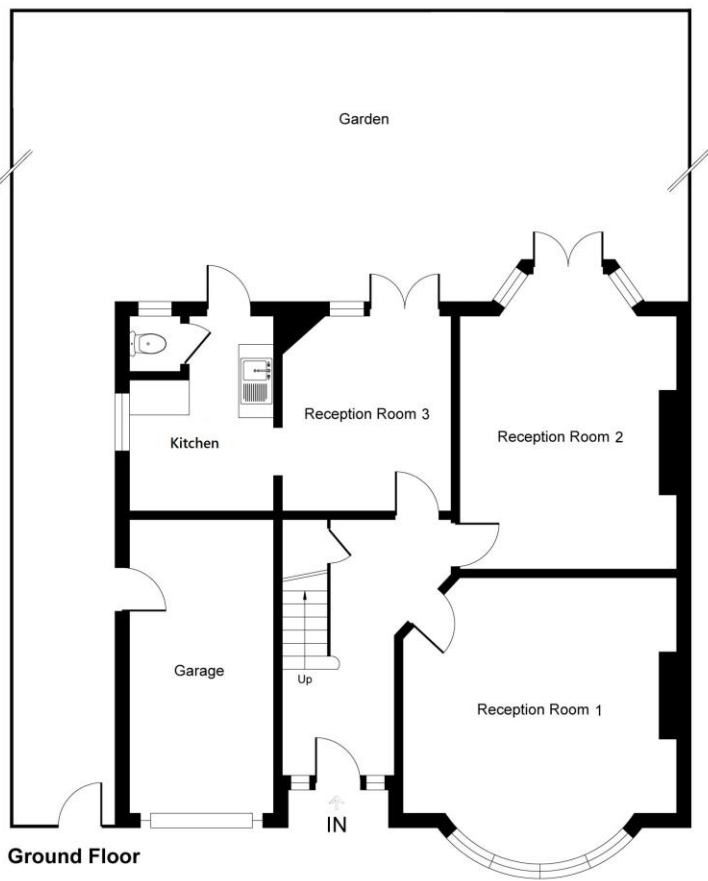 Garden
Reception Room 3
Reception Room 2
Kitchen
Garage
Up
Reception Room 1
IN
Ground Floor